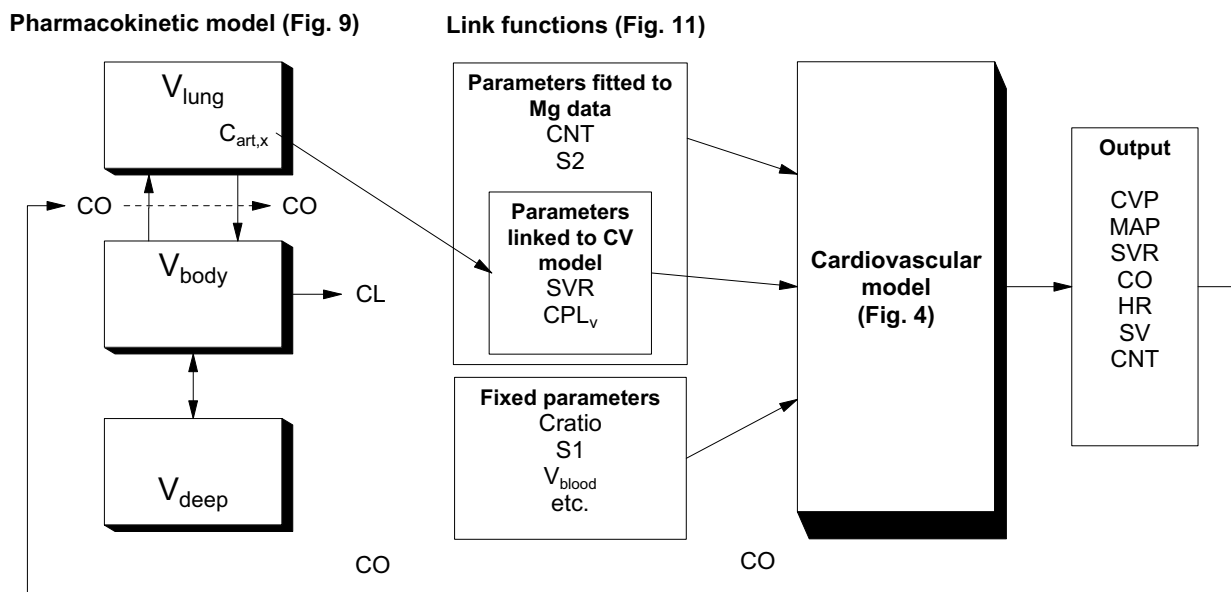 Pharmacokinetic model (Fig. 9)
V_lung
C_art,x
CO
CO
V_body
CL
V_deep
Link functions (Fig. 11)
Parameters fitted to
Mg data
CNT
S2
Parameters
linked to CV
model
SVR
CPL_v
Fixed parameters
Cratio
S1
V_blood
etc.
Cardiovascular
model
(Fig. 4)
Output
CVP
MAP
SVR
CO
HR
SV
CNT
CO
CO